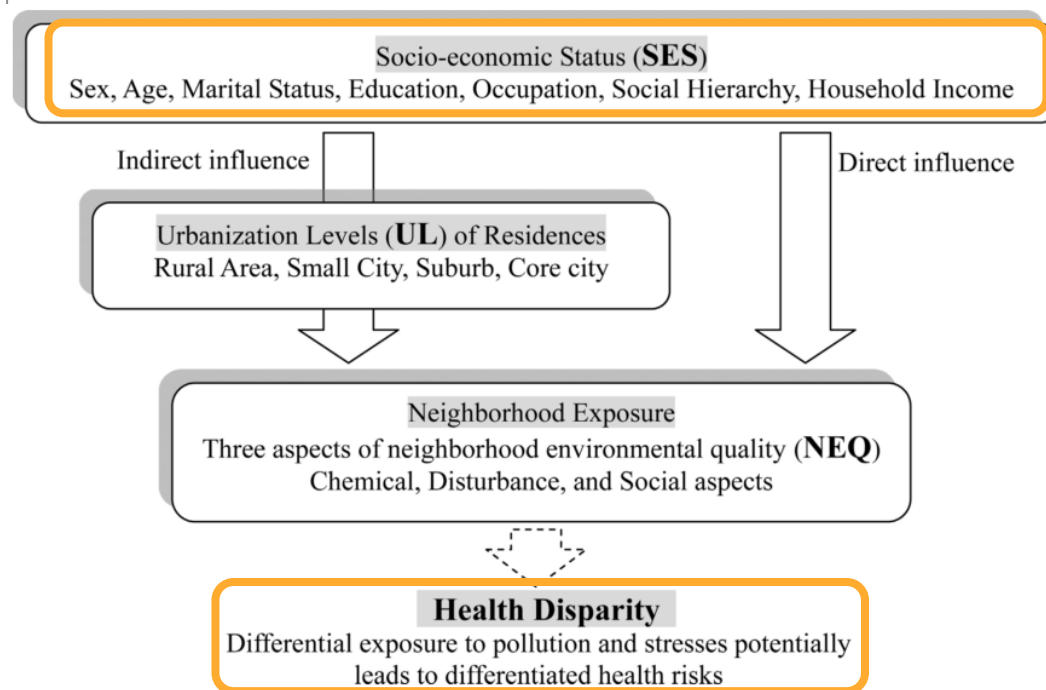 Socio-economic Status (SES)
Sex, Age, Marital Status, Education, Occupation, Social Hierarchy, Household Income
Indirect influence
Direct influence
Urbanization Levels (UL) of Residences
Rural Area, Small City, Suburb, Core city
Neighborhood Exposure
Three aspects of neighborhood environmental quality (NEQ)
Chemical, Disturbance, and Social aspects
Health Disparity
Differential exposure to pollution and stresses potentially
leads to differentiated health risks